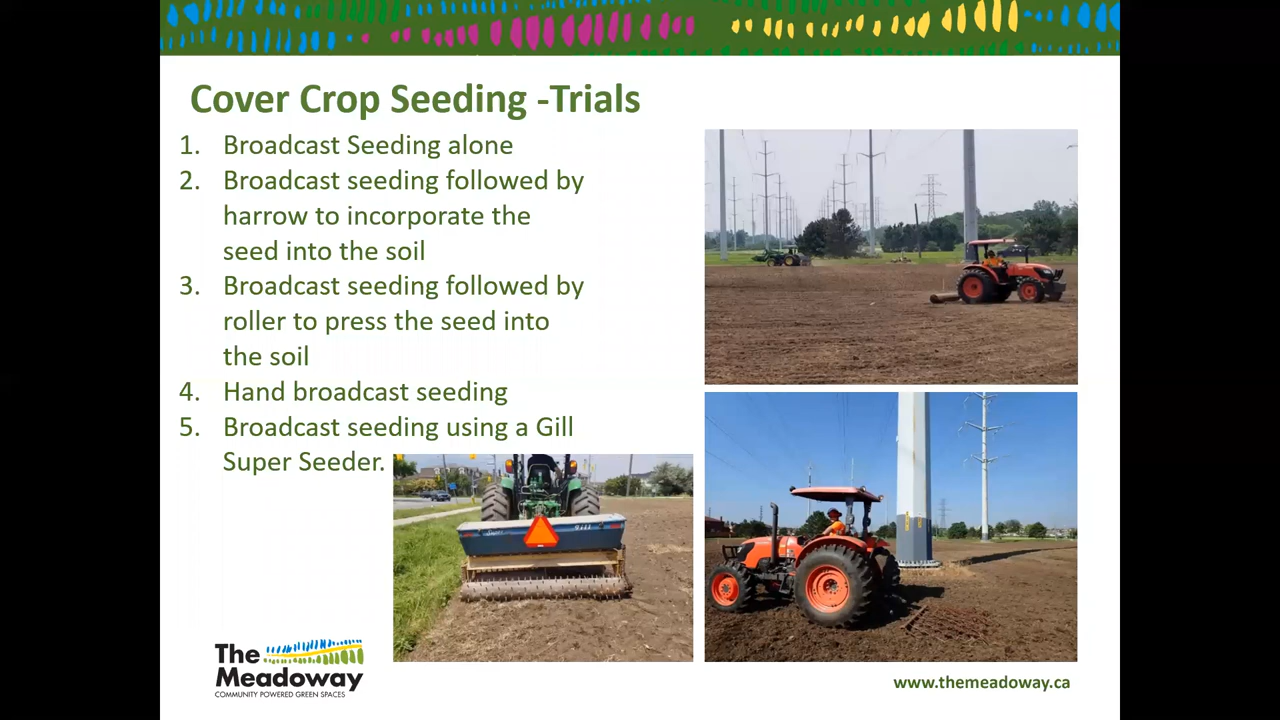 Cover Crop Seeding -Trials
1. Broadcast Seeding alone
2. Broadcast seeding followed by
harrow to incorporate the
seed into the soil
3. Broadcast seeding followed by
roller to press the seed into
the soil
4. Hand broadcast seeding
5. Broadcast seeding using a Gill
Super Seeder.
gill
The
Meadoway
COMMUNITY POWERED GREEN SPACES
www.themeadoway.ca